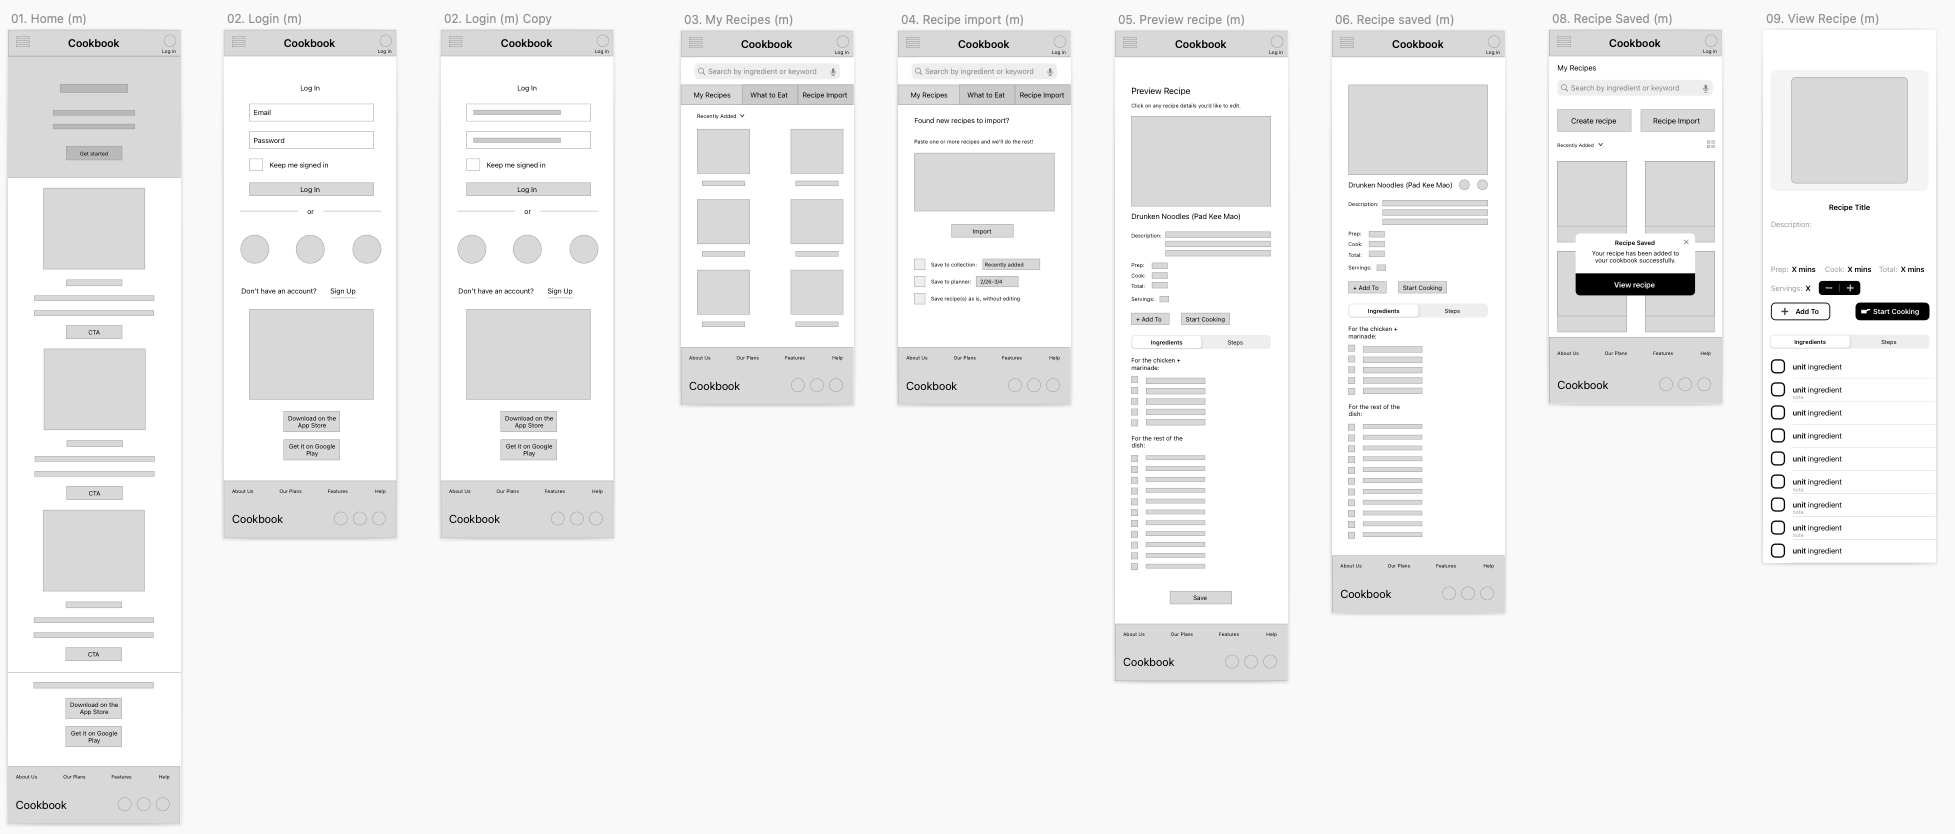 01. Home (m)
Cookbook
Log in
Get started
CTA
CTA
CTA
Download on the
App Store
Get it on Google
Play
About Us
Our Plans
Features
Help
Cookbook
02. Login (m)
Cookbook
Log in
Log In
Email
Password
Keep me signed in
Log In
or
Don't have an account?
Sign Up
Download on the
App Store
Get it on Google
Play
About Us
Our Plans
Features
Help
Cookbook
02. Login (m) Copy
Cookbook
Log in
Log In
Keep me signed in
Log In
or
Don't have an account?
Sign Up
Download on the
App Store
Get it on Google
Play
About Us
Our Plans
Features
Help
Cookbook
03. My Recipes (m)
Cookbook
Log in
Search by ingredient or keyword
My Recipes
What to Eat
Recipe Import
Recently Added
About Us
Our Plans
Features
Help
Cookbook
04. Recipe import (m)
Cookbook
Log in
Search by ingredient or keyword
My Recipes
What to Eat
Recipe Import
Found new recipes to import?
Paste one or more recipes and we'll do the rest!
Import
Save to collection:
Recently added
Save to planner:
2/26-3/4
Save recipe(s) as is, without editing
About Us
Our Plans
Features
Help
Cookbook
05. Preview recipe (m)
Cookbook
Log in
Preview Recipe
Click on any recipe details you'd like to edit.
Drunken Noodles (Pad Kee Mao)
Description:
Prep:
Cook:
Total:
Servings:
+ Add To
Start Cooking
Ingredients
Steps
For the chicken +
marinade:
For the rest of the
dish:
Save
About Us
Our Plans
Features
Help
Cookbook
06. Recipe saved (m)
Cookbook
Log in
Drunken Noodles (Pad Kee Mao)
Description:
Prep:
Cook:
Total:
Servings:
+ Add To
Start Cooking
Ingredients
Steps
For the chicken +
marinade:
For the rest of the
dish:
About Us
Our Plans
Features
Help
Cookbook
08. Recipe Saved (m)
Cookbook
Log in
My Recipes
Search by ingredient or keyword
Create recipe
Recipe Import
Recently Added
Recipe Saved
Your recipe has been added to
your cookbook successfully.
View recipe
About Us
Our Plans
Features
Help
Cookbook
09. View Recipe (m)
Recipe Title
Description:
Prep: X mins
Cook: X mins
Total: X mins
Servings: X
Add To
Start Cooking
Ingredients
Steps
unit ingredient
unit ingredient
note
unit ingredient
unit ingredient
unit ingredient
unit ingredient
note
unit ingredient
note
unit ingredient
note
unit ingredient